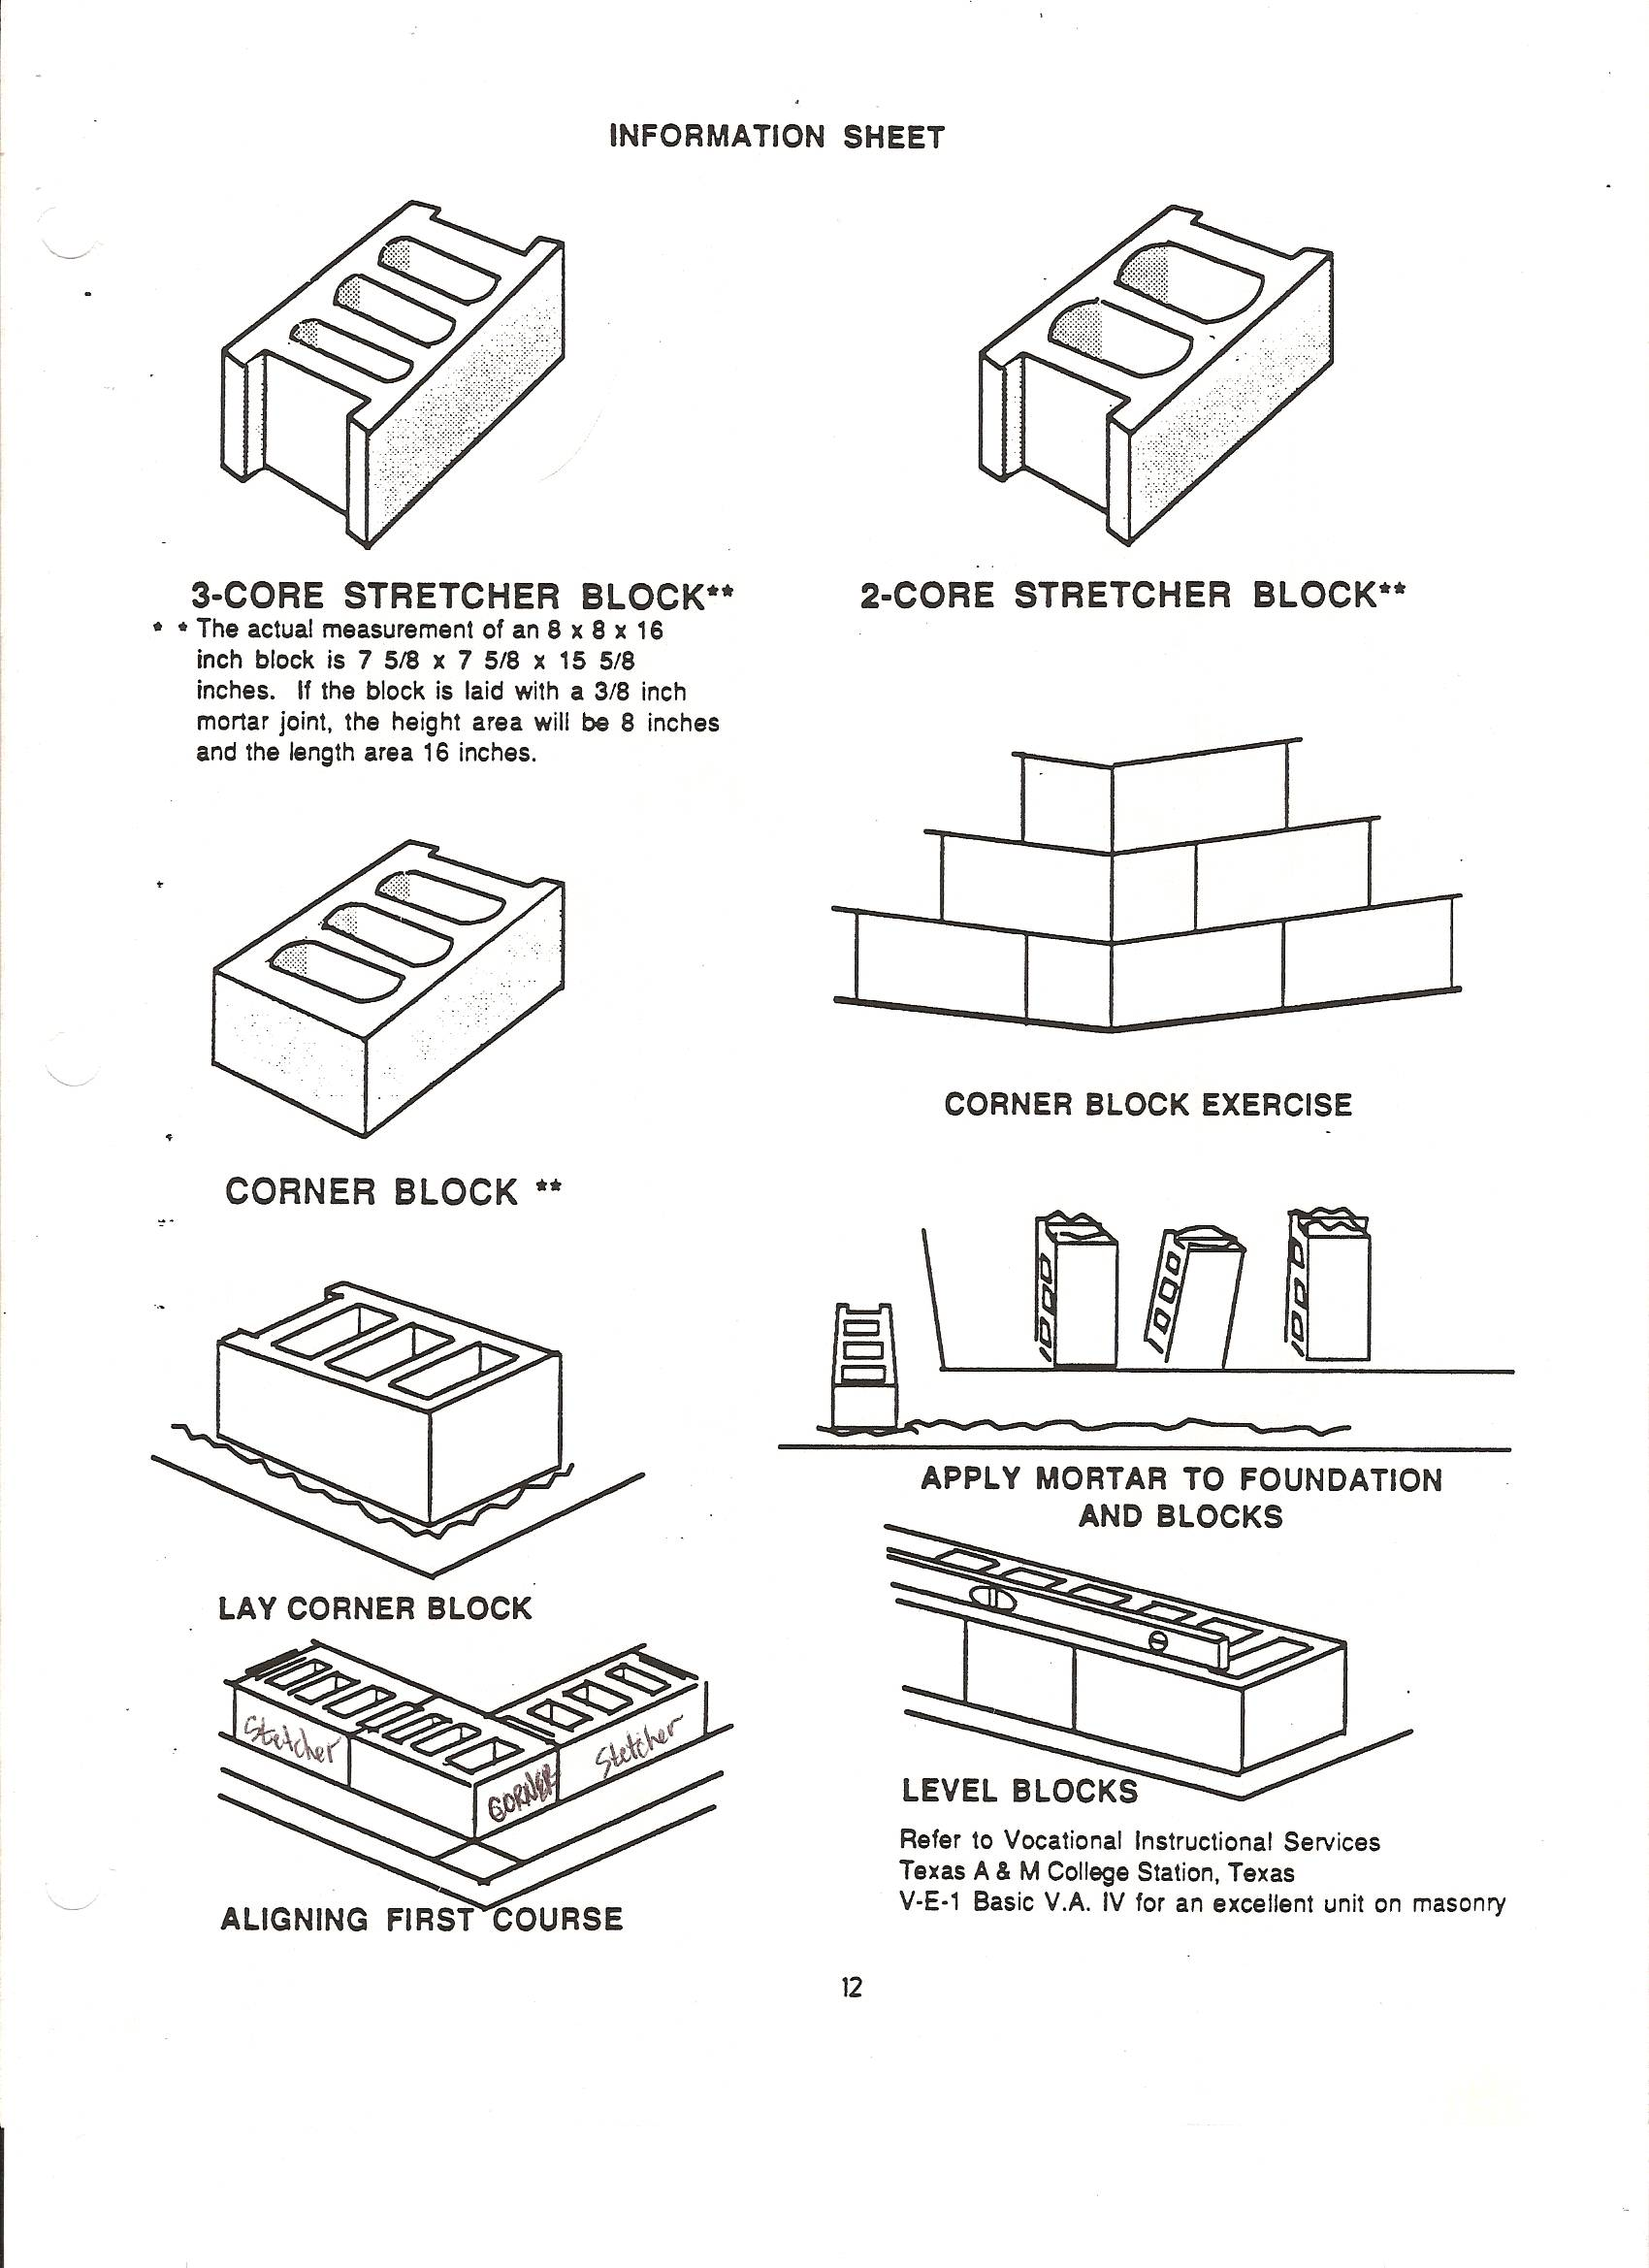 INFORMATION SHEET
3-CORE STRETCHER BLOCK**
2-CORE STRETCHER BLOCK**
* * The actual measurement of an 8 x 8 x 16
inch block is 7 5/8 x 7 5/8 x 15 5/8
inches. If the block is laid with a 3/8 inch
mortar joint, the height area will be 8 inches
and the length area 16 inches.
CORNER BLOCK EXERCISE
CORNER BLOCK **
APPLY MORTAR TO FOUNDATION
AND BLOCKS
LAY CORNER BLOCK
Stetcher
CORNER
Stetcher
ALIGNING FIRST COURSE
LEVEL BLOCKS
Refer to Vocational Instructional Services
Texas A & M College Station, Texas
V-E-1 Basic V.A. IV for an excellent unit on masonry
12